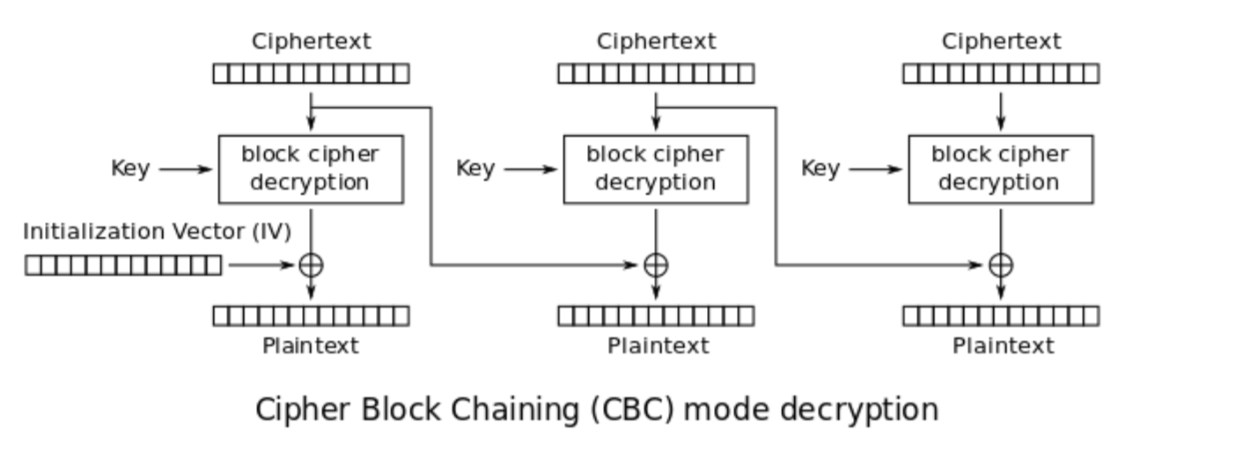 Ciphertext
Ciphertext
Ciphertext
Key
block cipher
decryption
Key
block cipher
decryption
Key
block cipher
decryption
Initialization Vector (IV)
Plaintext
Plaintext
Plaintext
Cipher Block Chaining (CBC) mode decryption